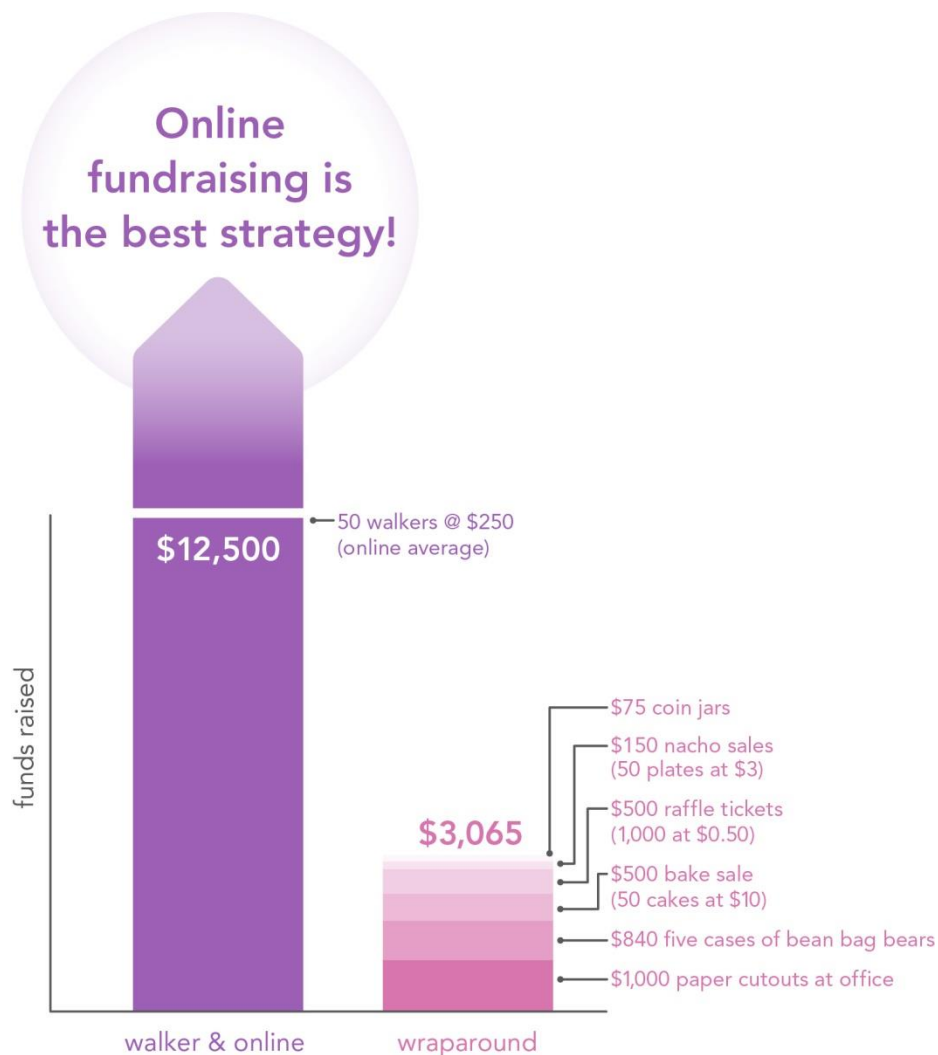 Online
fundraising is
the best strategy!
50 walkers @ $250
(online average)
$12,500
funds raised
$75 coin jars
$150 nacho sales
(50 plates at $3)
$500 raffle tickets
(1,000 at $0.50)
$3,065
$500 bake sale
(50 cakes at $10)
$840 five cases of bean bag bears
$1,000 paper cutouts at office
walker & online
wraparound